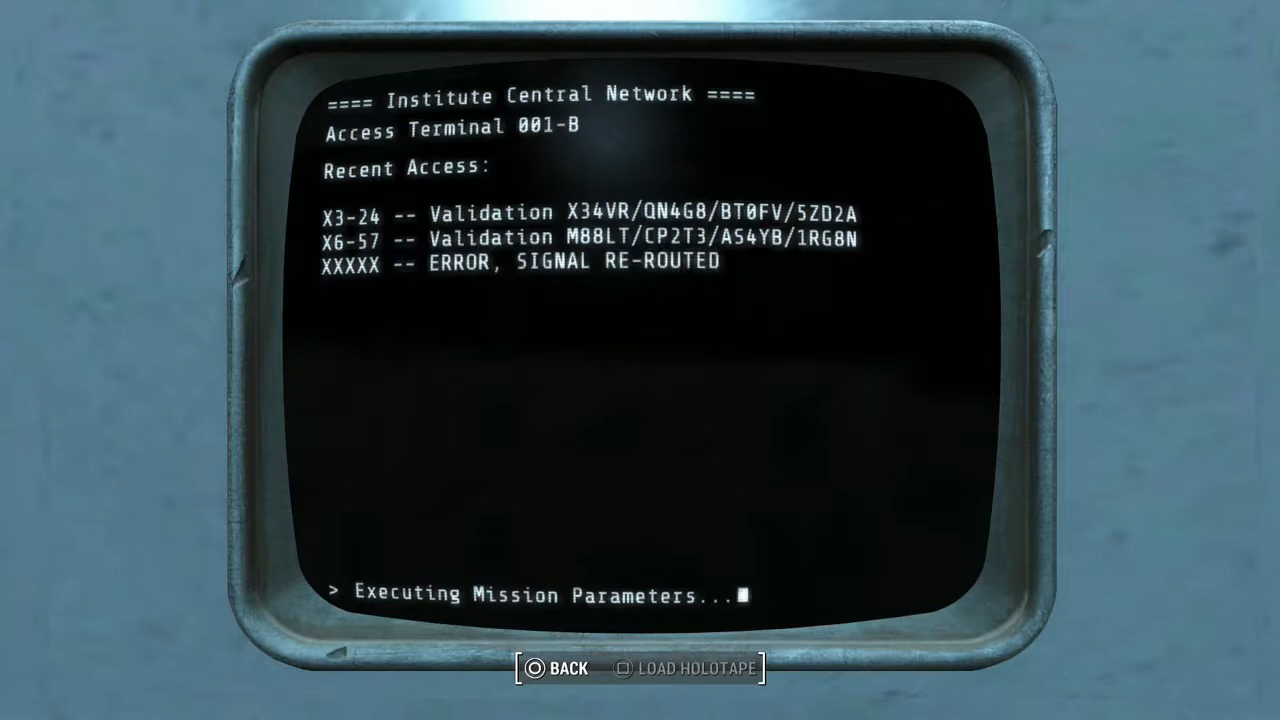 ==== Institute Central Network ====
Access Terminal 001-B
Recent Access:
X3-24 -- Validation X34VR/QN4G8/BT0FV/5ZD2A
X6-57 -- Validation M88LT/CP2T3/AS4YB/1RG8N
XXXXX -- ERROR, SIGNAL RE-ROUTED
> Executing Mission Parameters...
BACK LOAD HOLOTAPE